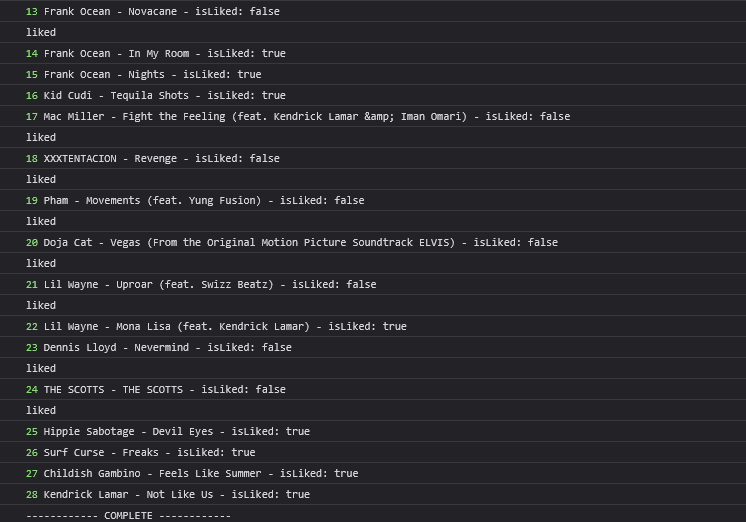 13 Frank Ocean - Novacane - isLiked: false
liked
14 Frank Ocean - In My Room - isLiked: true
15 Frank Ocean - Nights - isLiked: true
16 Kid Cudi - Tequila Shots - isLiked: true
17 Mac Miller - Fight the Feeling (feat. Kendrick Lamar &amp; Iman Omari) - isLiked: false
liked
18 XXXTENTACION - Revenge - isLiked: false
liked
19 Pham - Movements (feat. Yung Fusion) - isLiked: false
liked
20 Doja Cat - Vegas (From the Original Motion Picture Soundtrack ELVIS) - isLiked: false
liked
21 Lil Wayne - Uproar (feat. Swizz Beatz) - isLiked: false
liked
22 Lil Wayne - Mona Lisa (feat. Kendrick Lamar) - isLiked: true
23 Dennis Lloyd - Nevermind - isLiked: false
liked
24 THE SCOTTS - THE SCOTTS - isLiked: false
liked
25 Hippie Sabotage - Devil Eyes - isLiked: true
26 Surf Curse - Freaks - isLiked: true
27 Childish Gambino - Feels Like Summer - isLiked: true
28 Kendrick Lamar - Not Like Us - isLiked: true
------------ COMPLETE ------------